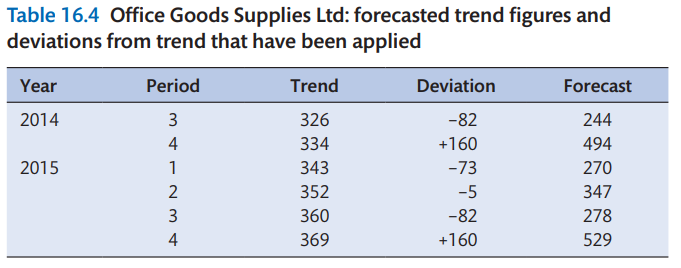 Table 16.4 Office Goods Supplies Ltd: forecasted trend figures and
deviations from trend that have been applied
Year Period Trend Deviation Forecast
2014 3 326 –82 244
4 334 +160 494
2015 1 343 –73 270
2 352 –5 347
3 360 –82 278
4 369 +160 529